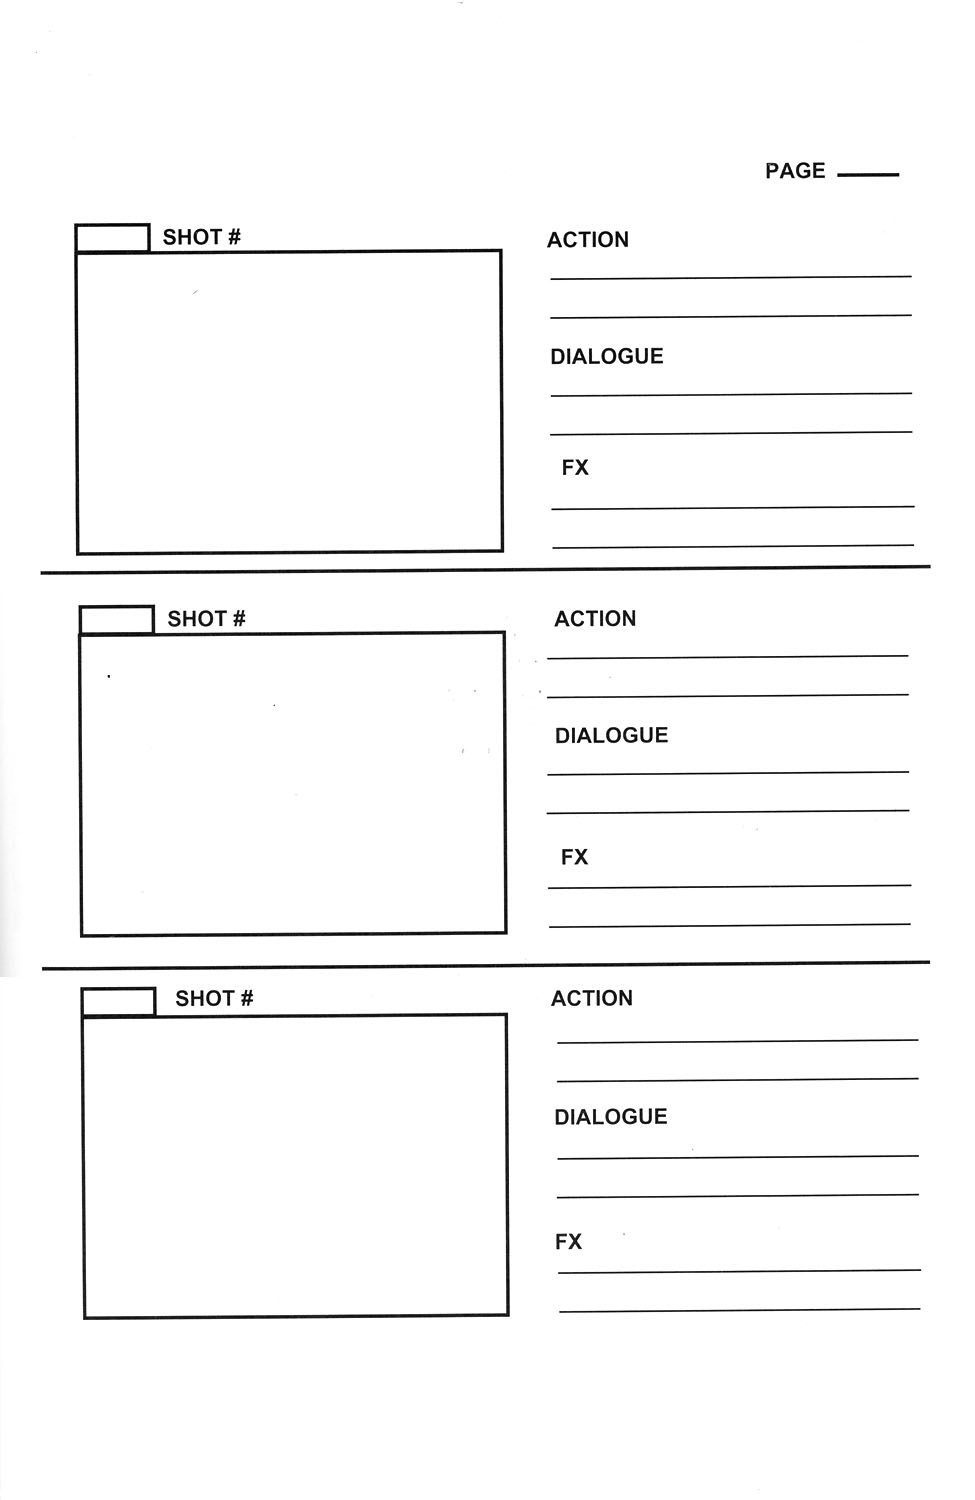 PAGE
SHOT #
ACTION
DIALOGUE
FX
SHOT #
ACTION
DIALOGUE
FX
SHOT #
ACTION
DIALOGUE
FX